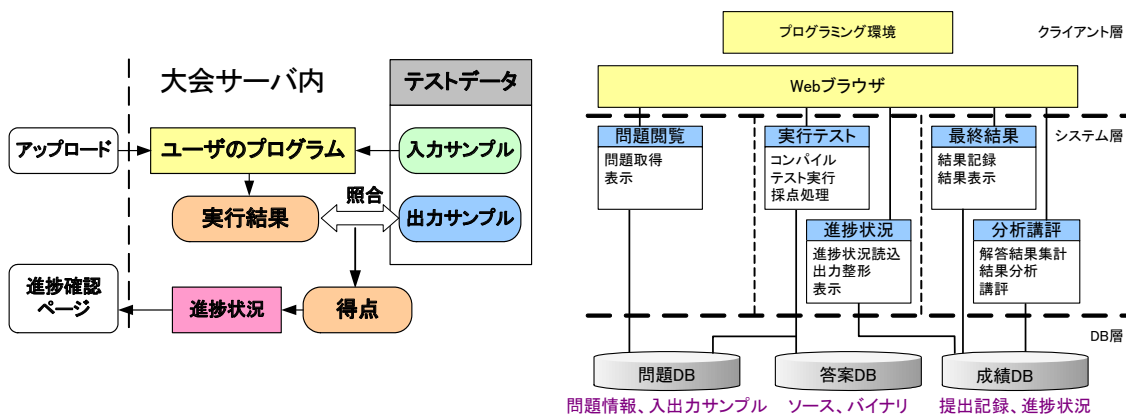 大会サーバ内
テストデータ
アップロード
ユーザのプログラム
入力サンプル
照合
実行結果
出力サンプル
進捗確認
ページ
進捗状況
得点
プログラミング環境
クライアント層
Webブラウザ
システム層
問題閲覧
問題取得
表示
実行テスト
コンパイル
テスト実行
採点処理
最終結果
結果記録
結果表示
進捗状況
進捗状況読込
出力整形
表示
分析講評
解答結果集計
結果分析
講評
DB層
問題DB
答案DB
成績DB
問題情報、入出力サンプル
ソース、バイナリ
提出記録、進捗状況